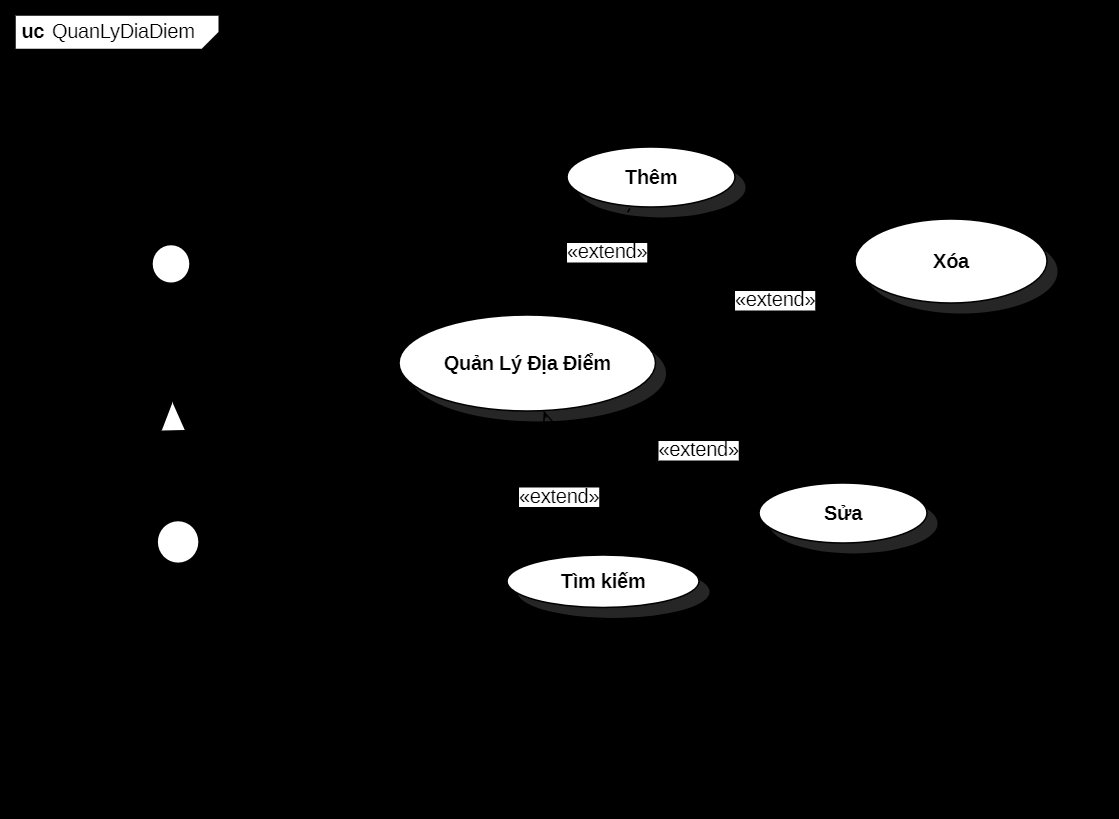 uc QuanLyDiaDiem
Thêm
«extend»
Xóa
«extend»
Quản Lý Địa Điểm
«extend»
«extend»
Sửa
Tìm kiếm